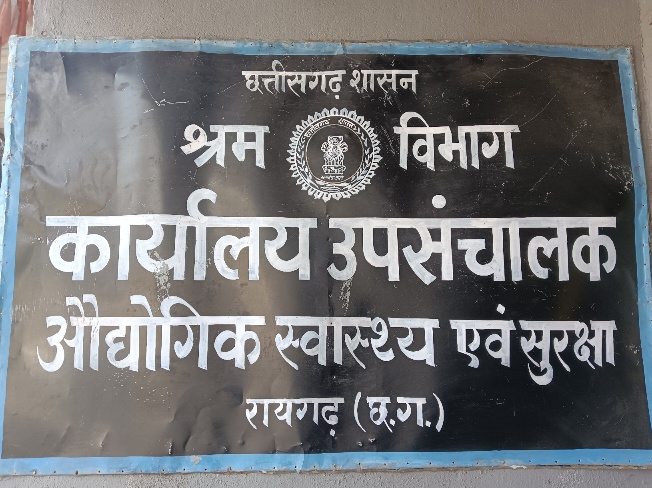 छत्तीसगढ़ शासन
श्रम विभाग
कार्यालय उपसंचालक
औद्योगिक स्वास्थ्य एवं सुरक्षा
रायगढ़ (छ.ग.)